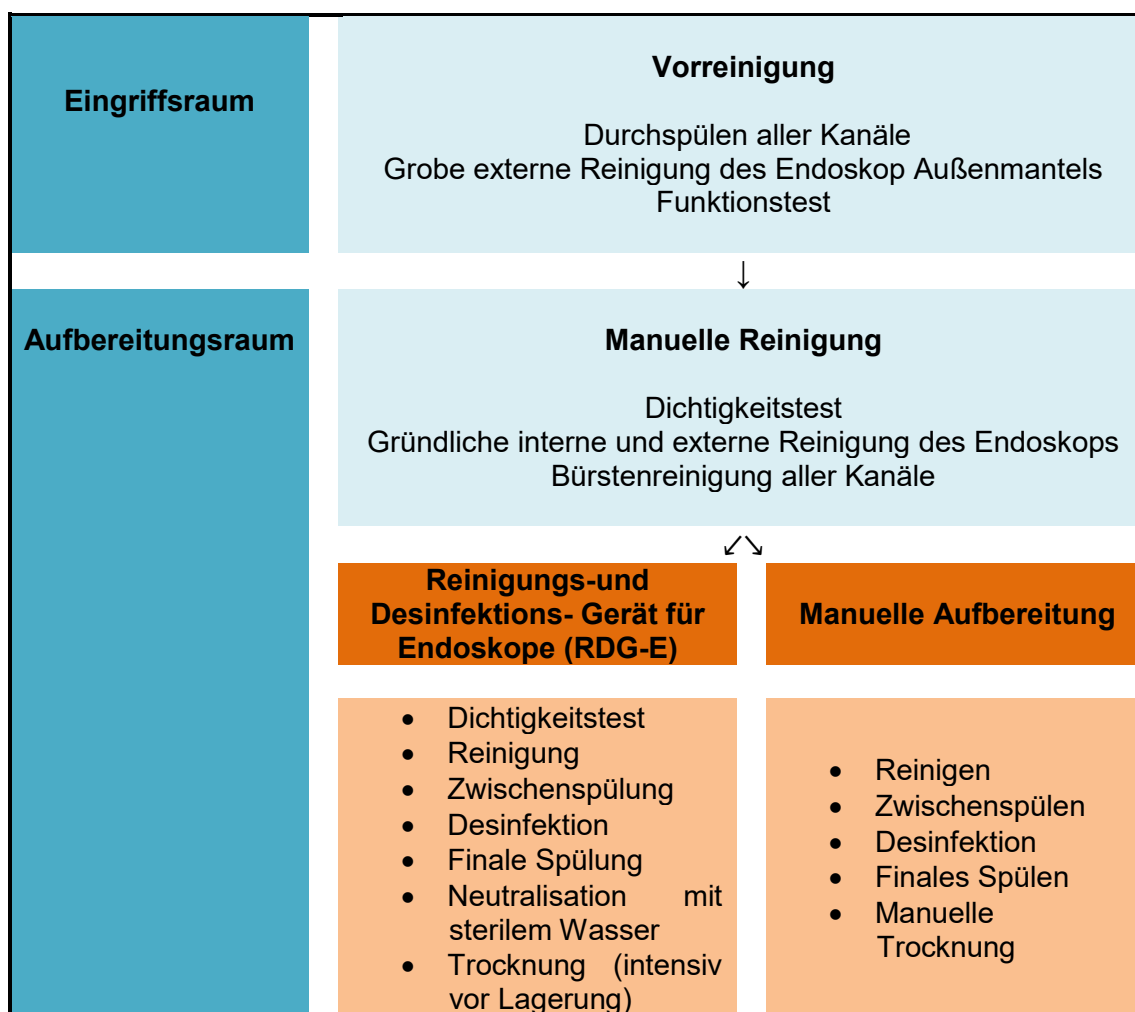 Eingriffsraum
Vorreinigung
Durchspülen aller Kanäle
Grobe externe Reinigung des Endoskop Außenmantels
Funktionstest
↓
Aufbereitungsraum
Manuelle Reinigung
Dichtigkeitstest
Gründliche interne und externe Reinigung des Endoskops
Bürstenreinigung aller Kanäle
↙↘
Reinigungs-und
Desinfektions- Gerät für
Endoskope (RDG-E)
Manuelle Aufbereitung
• Dichtigkeitstest
• Reinigung
• Zwischenspülung
• Desinfektion
• Finale Spülung
• Neutralisation mit
sterilem Wasser
• Trocknung (intensiv
vor Lagerung)
• Reinigen
• Zwischenspülen
• Desinfektion
• Finales Spülen
• Manuelle
Trocknung